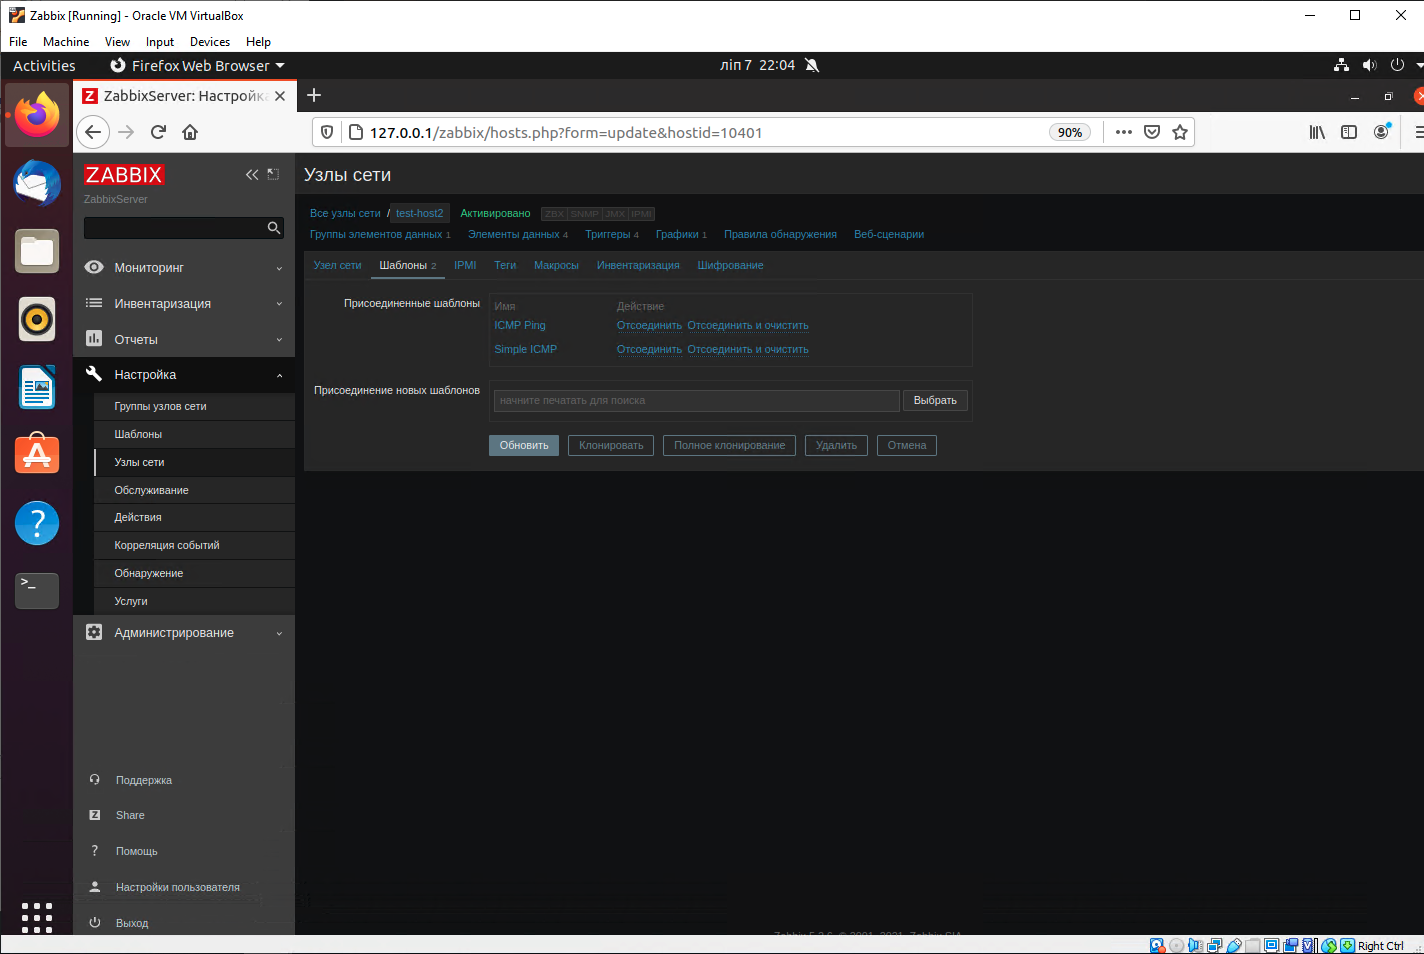 Zabbix [Running] - Oracle VM VirtualBox
File Machine View Input Devices Help
Activities Firefox Web Browser ліп 7 22:04
ZabbixServer: Настройка
127.0.0.1/zabbix/hosts.php?form=update&hostid=10401 90%
ZABBIX
ZabbixServer
Мониторинг
Инвентаризация
Отчеты
Настройка
Группы узлов сети
Шаблоны
Узлы сети
Обслуживание
Действия
Корреляция событий
Обнаружение
Услуги
Администрирование
Поддержка
Share
Помощь
Настройки пользователя
Выход
Узлы сети
Все узлы сети / test-host2 Активировано ZBX SNMP JMX IPMI
Группы элементов данных 1 Элементы данных 4 Триггеры 4 Графики 1 Правила обнаружения Веб-сценарии
Узел сети Шаблоны 2 IPMI Теги Макросы Инвентаризация Шифрование
Присоединенные шаблоны Имя Действие
ICMP Ping Отсоединить Отсоединить и очистить
Simple ICMP Отсоединить Отсоединить и очистить
Присоединение новых шаблонов начните печатать для поиска Выбрать
Обновить Клонировать Полное клонирование Удалить Отмена
Right Ctrl